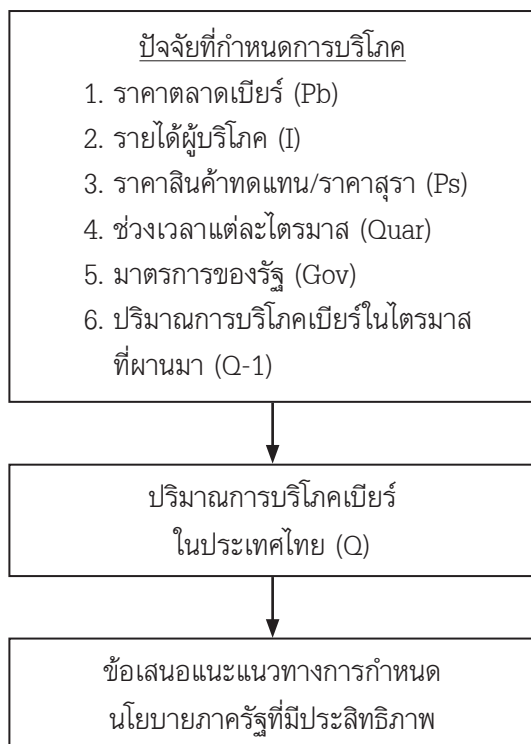 ปัจจัยที่กำหนดการบริโภค
1. ราคาตลาดเบียร์ (Pb)
2. รายได้ผู้บริโภค (I)
3. ราคาสินค้าทดแทน/ราคาสุรา (Ps)
4. ช่วงเวลาแต่ละไตรมาส (Quar)
5. มาตรการของรัฐ (Gov)
6. ปริมาณการบริโภคเบียร์ในไตรมาส
ที่ผานมา (Q-1)
ปริมาณการบริโภคเบียร์
ในประเทศไทย (Q)
ข้อเสนอแนะแนวทางการกำหนด
นโยบายภาครัฐที่มีประสิทธิภาพ